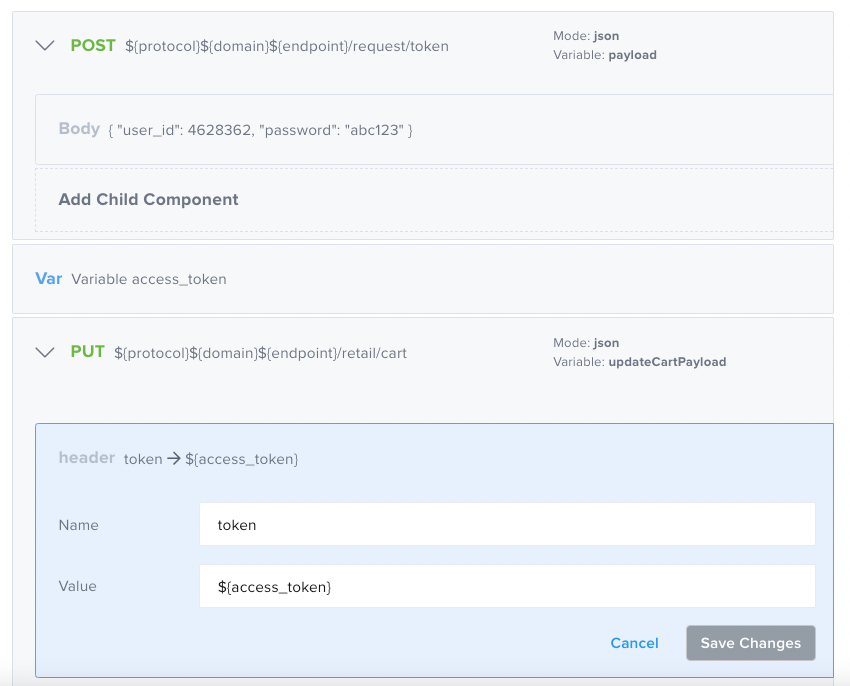 POST ${protocol}${domain}${endpoint}/request/token
Mode: json
Variable: payload
Body { "user_id": 4628362, "password": "abc123" }
Add Child Component
Var Variable access_token
PUT ${protocol}${domain}${endpoint}/retail/cart
Mode: json
Variable: updateCartPayload
header token → ${access_token}
Name token
Value ${access_token}
Cancel Save Changes